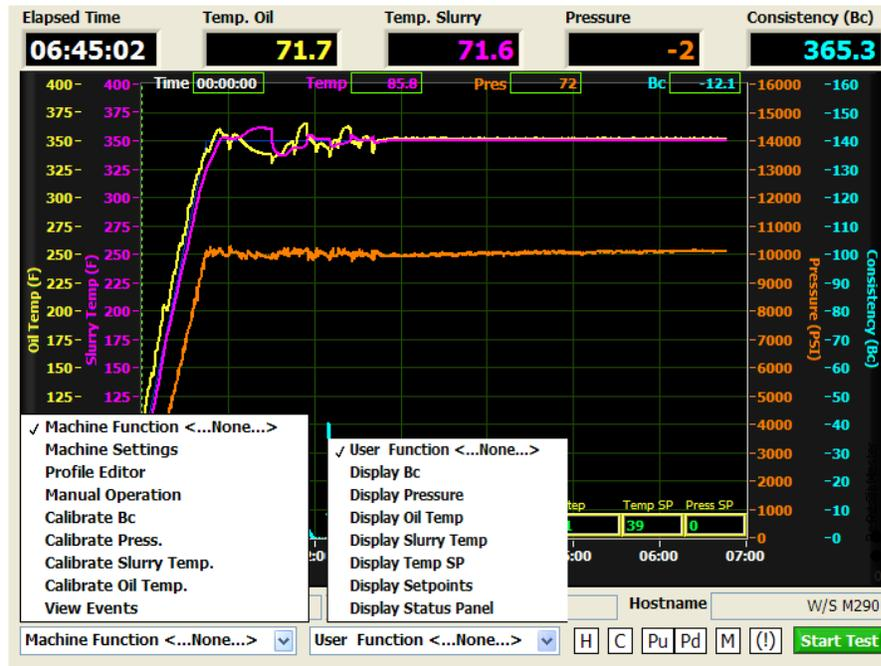 Elapsed Time Temp. Oil Temp. Slurry Pressure Consistency (Bc)
06:45:02 71.7 71.6 -2 365.3
Time 00:00:00 Temp 85.8 Pres 72 Bc -12.1
400 400 16000 160
375 375 15000 150
350 350 14000 140
325 325 13000 130
300 300 12000 120
275 275 11000 110
250 250 10000 100
225 225 9000 90
200 200 8000 80
175 175 7000 70
150 150 6000 60
125 125 5000 50
4000 40
3000 30
2000 20
1000 10
0 0
Oil Temp (F)
Slurry Temp (F)
Pressure (PSI)
Consistency (Bc)
✓ Machine Function <...None...>
Machine Settings
Profile Editor
Manual Operation
Calibrate Bc
Calibrate Press.
Calibrate Slurry Temp.
Calibrate Oil Temp.
View Events
✓ User Function <...None...>
Display Bc
Display Pressure
Display Oil Temp
Display Slurry Temp
Display Temp SP
Display Setpoints
Display Status Panel
Temp SP Press SP
39 0
06:00 07:00
Hostname W/S M290
Machine Function <...None...> User Function <...None...> H C Pu Pd M (!) Start Test